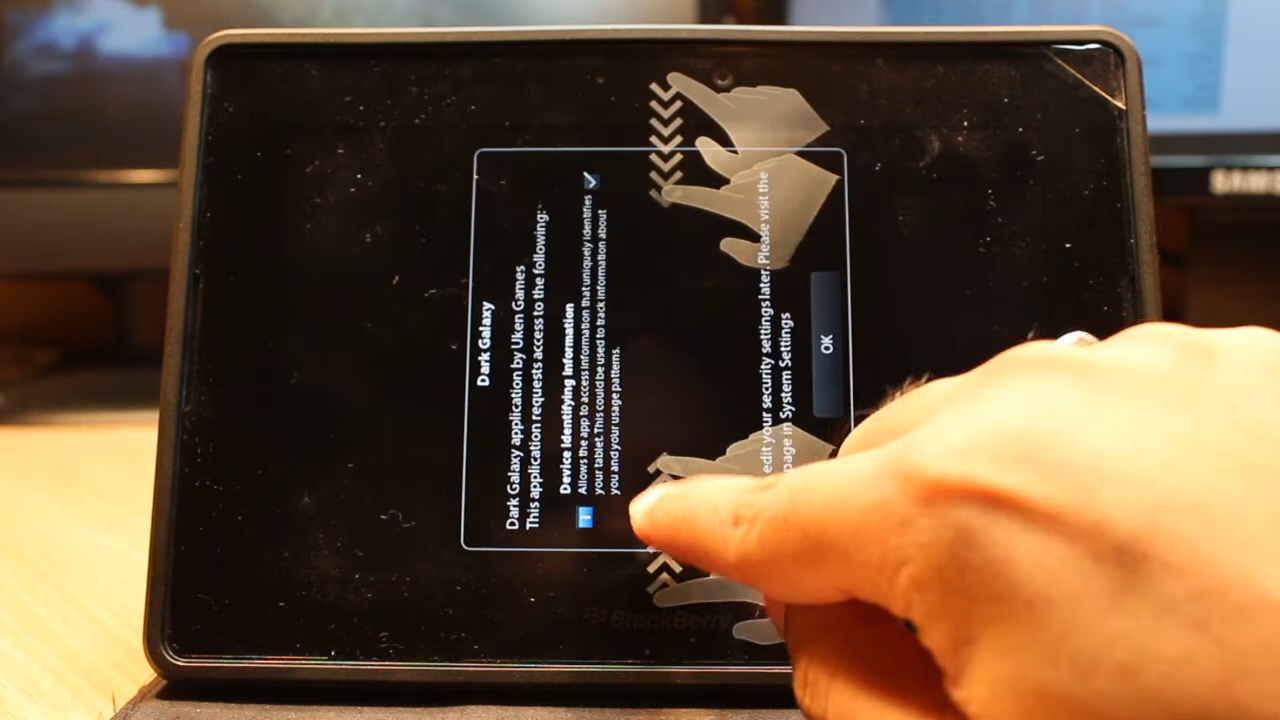 Dark Galaxy
Dark Galaxy application by Uken Games
This application requests access to the following:
Device Identifying Information
Allows the app to access information that uniquely identifies
your tablet. This could be used to track information about
you and your usage patterns.
edit your security settings later. Please visit the
page in System Settings
OK
BlackBerry
SAMS